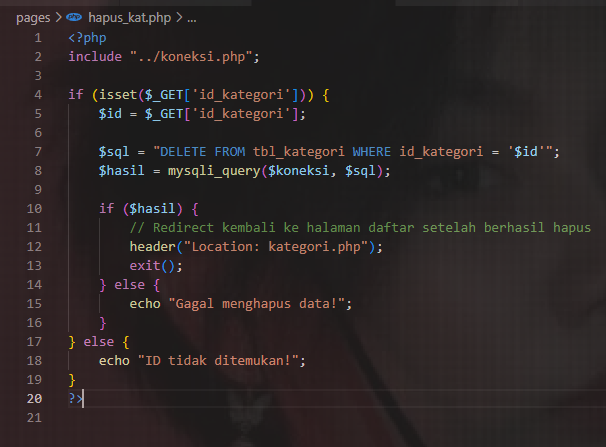 pages > php hapus_kat.php > ...
1 <?php
2 include "../koneksi.php";
3
4 if (isset($_GET['id_kategori'])) {
5 $id = $_GET['id_kategori'];
6
7 $sql = "DELETE FROM tbl_kategori WHERE id_kategori = '$id'";
8 $hasil = mysqli_query($koneksi, $sql);
9
10 if ($hasil) {
11 // Redirect kembali ke halaman daftar setelah berhasil hapus
12 header("Location: kategori.php");
13 exit();
14 } else {
15 echo "Gagal menghapus data!";
16 }
17 } else {
18 echo "ID tidak ditemukan!";
19 }
20 ?>
21